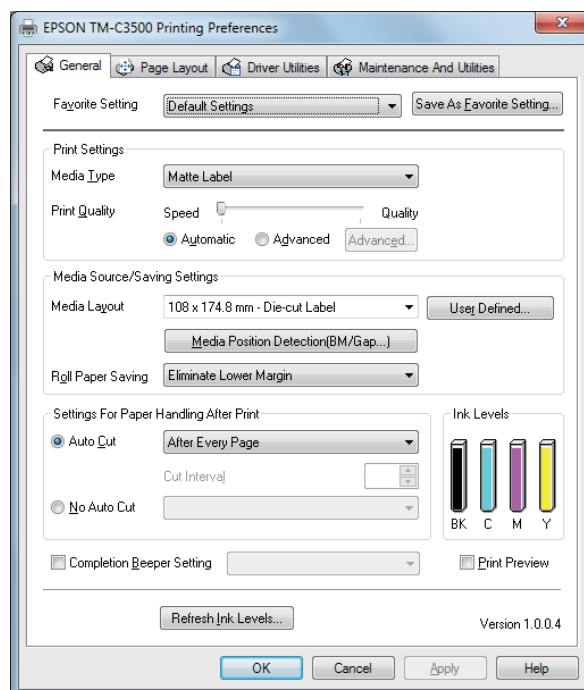 EPSON TM-C3500 Printing Preferences
General Page Layout Driver Utilities Maintenance And Utilities
Favorite Setting Default Settings Save As Favorite Setting...
Print Settings
Media Type Matte Label
Print Quality Speed Quality
Automatic Advanced Advanced...
Media Source/Saving Settings
Media Layout 108 x 174.8 mm - Die-cut Label User Defined...
Media Position Detection(BM/Gap...)
Roll Paper Saving Eliminate Lower Margin
Settings For Paper Handling After Print Ink Levels
Auto Cut After Every Page
Cut Interval
No Auto Cut
BK C M Y
Completion Beeper Setting Print Preview
Refresh Ink Levels... Version 1.0.0.4
OK Cancel Apply Help